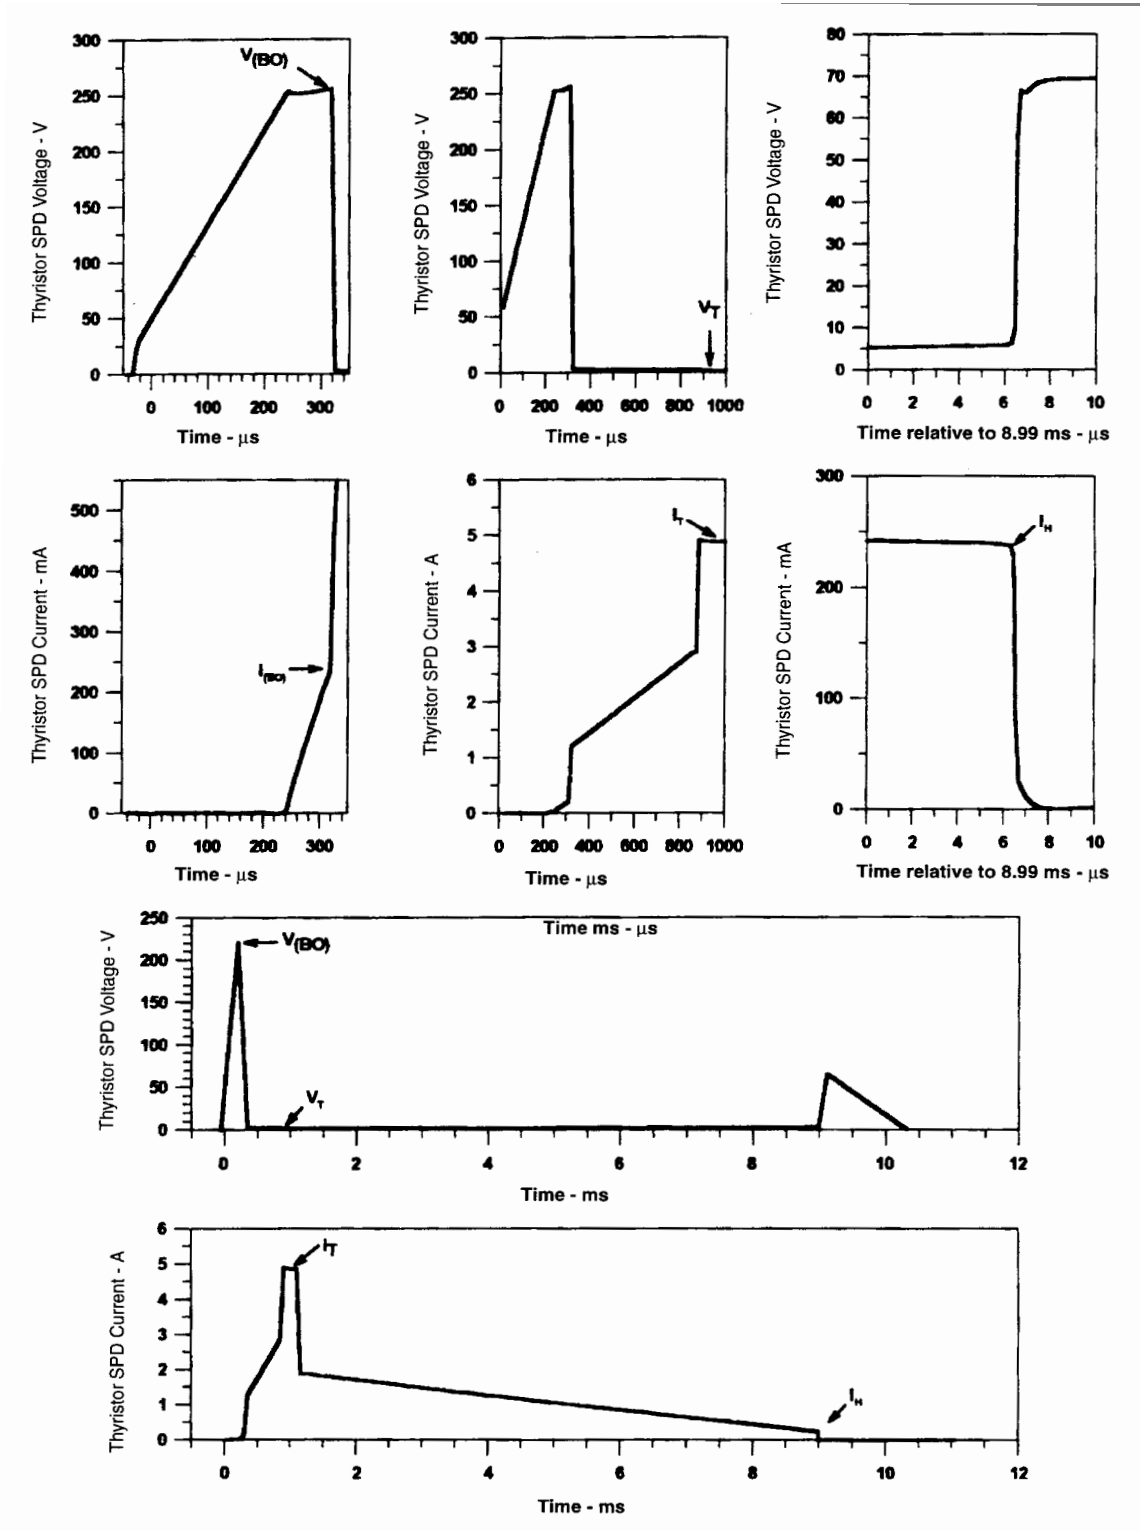 Thyristor SPD Voltage - V
300
250
200
150
100
50
0
V(BO)
0 100 200 300
Time - μs
Thyristor SPD Voltage - V
300
250
200
150
100
50
0
VT
0 200 400 600 800 1000
Time - μs
Thyristor SPD Voltage - V
80
70
60
50
40
30
20
10
0
0 2 4 6 8 10
Time relative to 8.99 ms - μs
Thyristor SPD Current - mA
500
400
300
200
100
0
I(BO)
0 100 200 300
Time - μs
Thyristor SPD Current - A
6
5
4
3
2
1
0
IT
0 200 400 600 800 1000
Time - μs
Thyristor SPD Current - mA
300
200
100
0
IH
0 2 4 6 8 10
Time relative to 8.99 ms - μs
Thyristor SPD Voltage - V
250
200
150
100
50
0
Time ms - μs
V(BO)
VT
0 2 4 6 8 10 12
Time - ms
Thyristor SPD Current - A
6
5
4
3
2
1
0
IT
IH
0 2 4 6 8 10 12
Time - ms